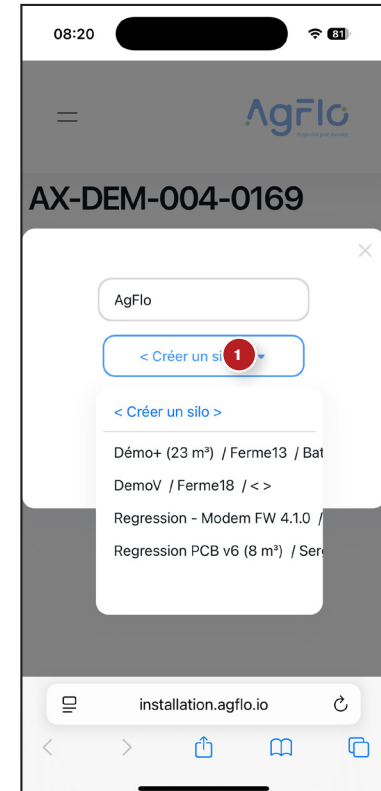 08:20
81
AgFlo
AX-DEM-004-0169
AgFlo
< Créer un si
1
< Créer un silo >
Démo+ (23 m³) / Ferme13 / Bat
DemoV / Ferme18 / < >
Regression - Modem FW 4.1.0 /
Regression PCB v6 (8 m³) / Ser
installation.agflo.io